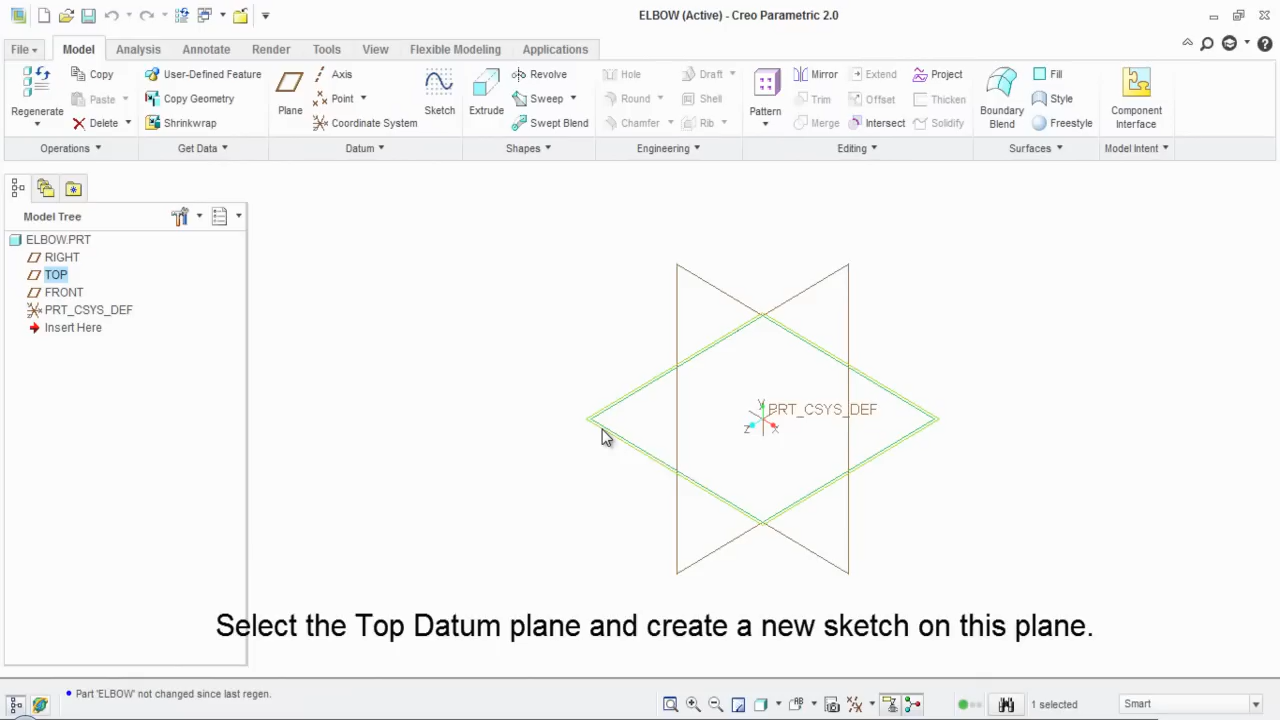 ELBOW (Active) - Creo Parametric 2.0
File Model Analysis Annotate Render Tools View Flexible Modeling Applications
Regenerate
Copy
Paste
Delete
Operations
User-Defined Feature
Copy Geometry
Shrinkwrap
Get Data
Plane
Axis
Point
Coordinate System
Sketch
Datum
Extrude
Revolve
Sweep
Swept Blend
Shapes
Hole
Round
Chamfer
Draft
Shell
Rib
Engineering
Pattern
Mirror
Trim
Merge
Extend
Offset
Intersect
Project
Thicken
Solidify
Editing
Boundary
Blend
Fill
Style
Freestyle
Surfaces
Component
Interface
Model Intent
Model Tree
ELBOW.PRT
RIGHT
TOP
FRONT
PRT_CSYS_DEF
Insert Here
y
PRT_CSYS_DEF
z
x
Select the Top Datum plane and create a new sketch on this plane.
Part 'ELBOW' not changed since last regen.
1 selected
Smart